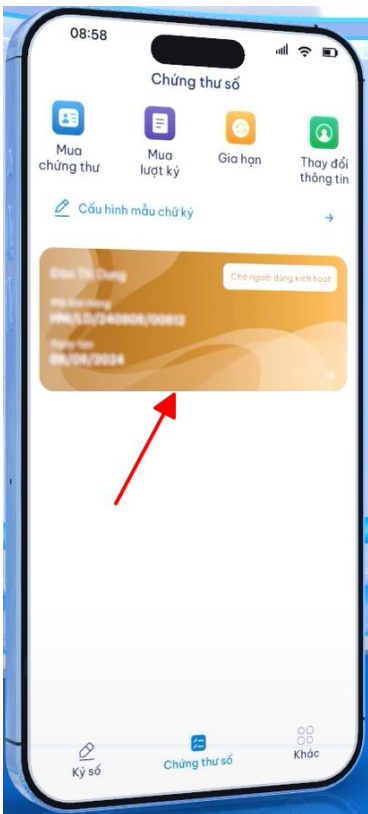 08:58
Chứng thư số
Mua
chứng thư
Mua
lượt ký
Gia hạn
Thay đổi
thông tin
Cấu hình mẫu chữ ký
Chờ người dùng kích hoạt
Ký số
Chứng thư số
Khác